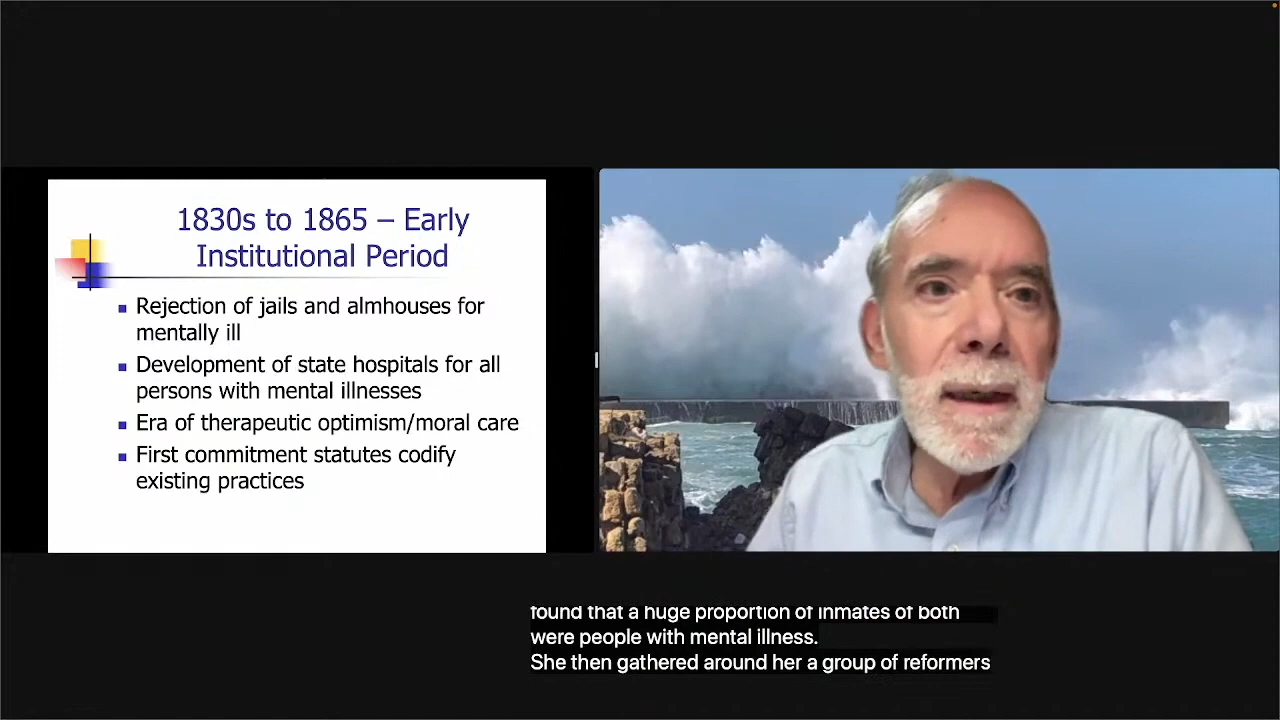 1830s to 1865 – Early
Institutional Period
Rejection of jails and almhouses for
mentally ill
Development of state hospitals for all
persons with mental illnesses
Era of therapeutic optimism/moral care
First commitment statutes codify
existing practices
found that a huge proportion of inmates of both
were people with mental illness.
She then gathered around her a group of reformers